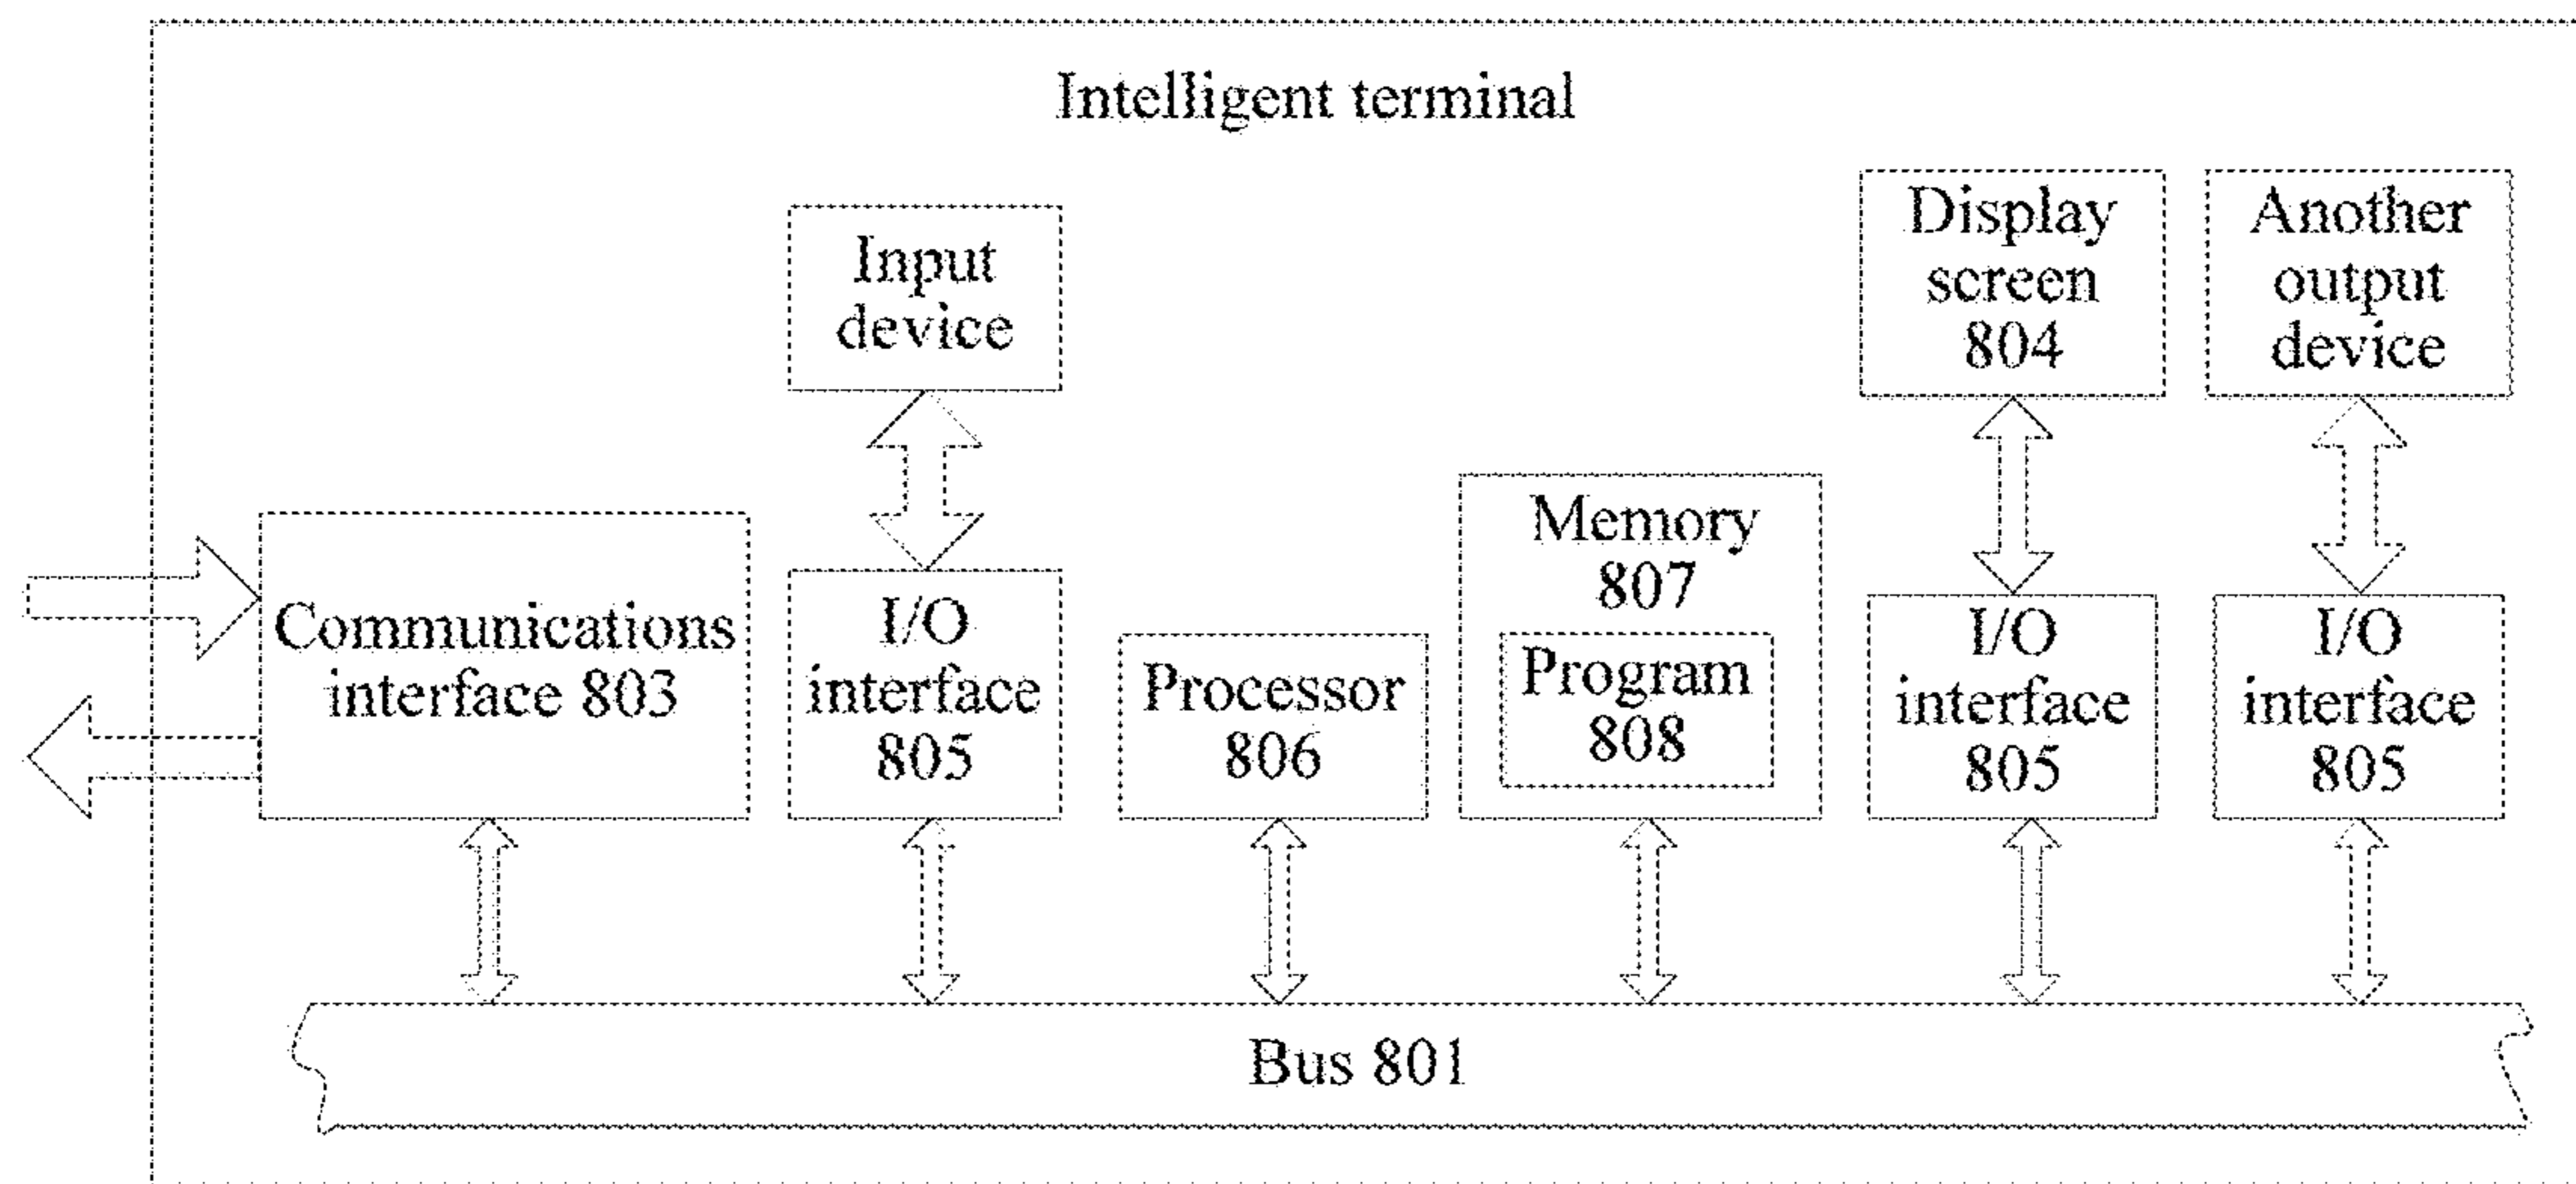 Intelligent terminal
Input
device
Display
screen
804
Another
output
device
Communications
interface 803
I/O
interface
805
Processor
806
Memory
807
Program
808
I/O
interface
805
I/O
interface
805
Bus 801